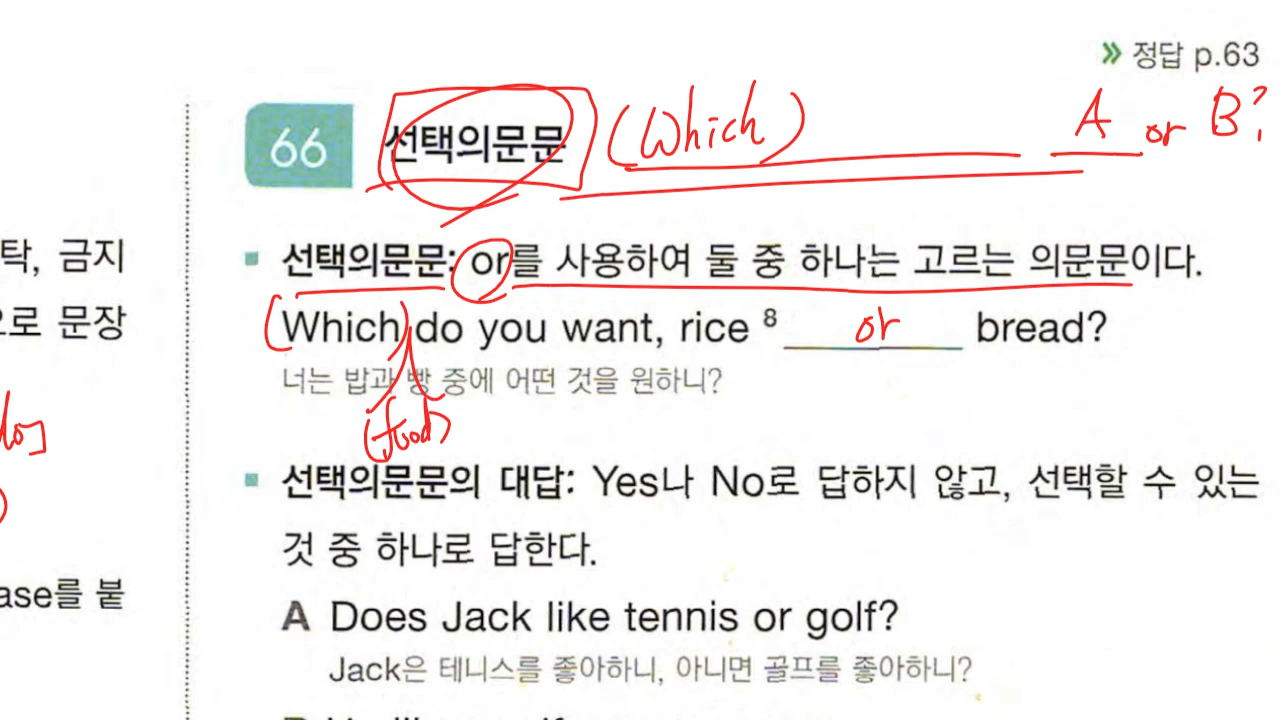 » 정답 p.63
66 선택의문문 (Which) A or B?
탁, 금지
▪ 선택의문문: or를 사용하여 둘 중 하나는 고르는 의문문이다.
로 문장
(Which) do you want, rice ⁸ or bread?
너는 밥과 빵 중에 어떤 것을 원하니?
(food)
▪ 선택의문문의 대답: Yes나 No로 답하지 않고, 선택할 수 있는
것 중 하나로 답한다.
ase를 붙
A Does Jack like tennis or golf?
Jack은 테니스를 좋아하니, 아니면 골프를 좋아하니?